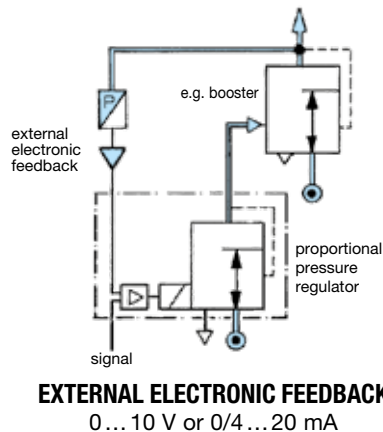 P
e.g. booster
external
electronic
feedback
proportional
pressure
regulator
signal
EXTERNAL ELECTRONIC FEEDBACK
0... 10 V or 0/4...20 mA